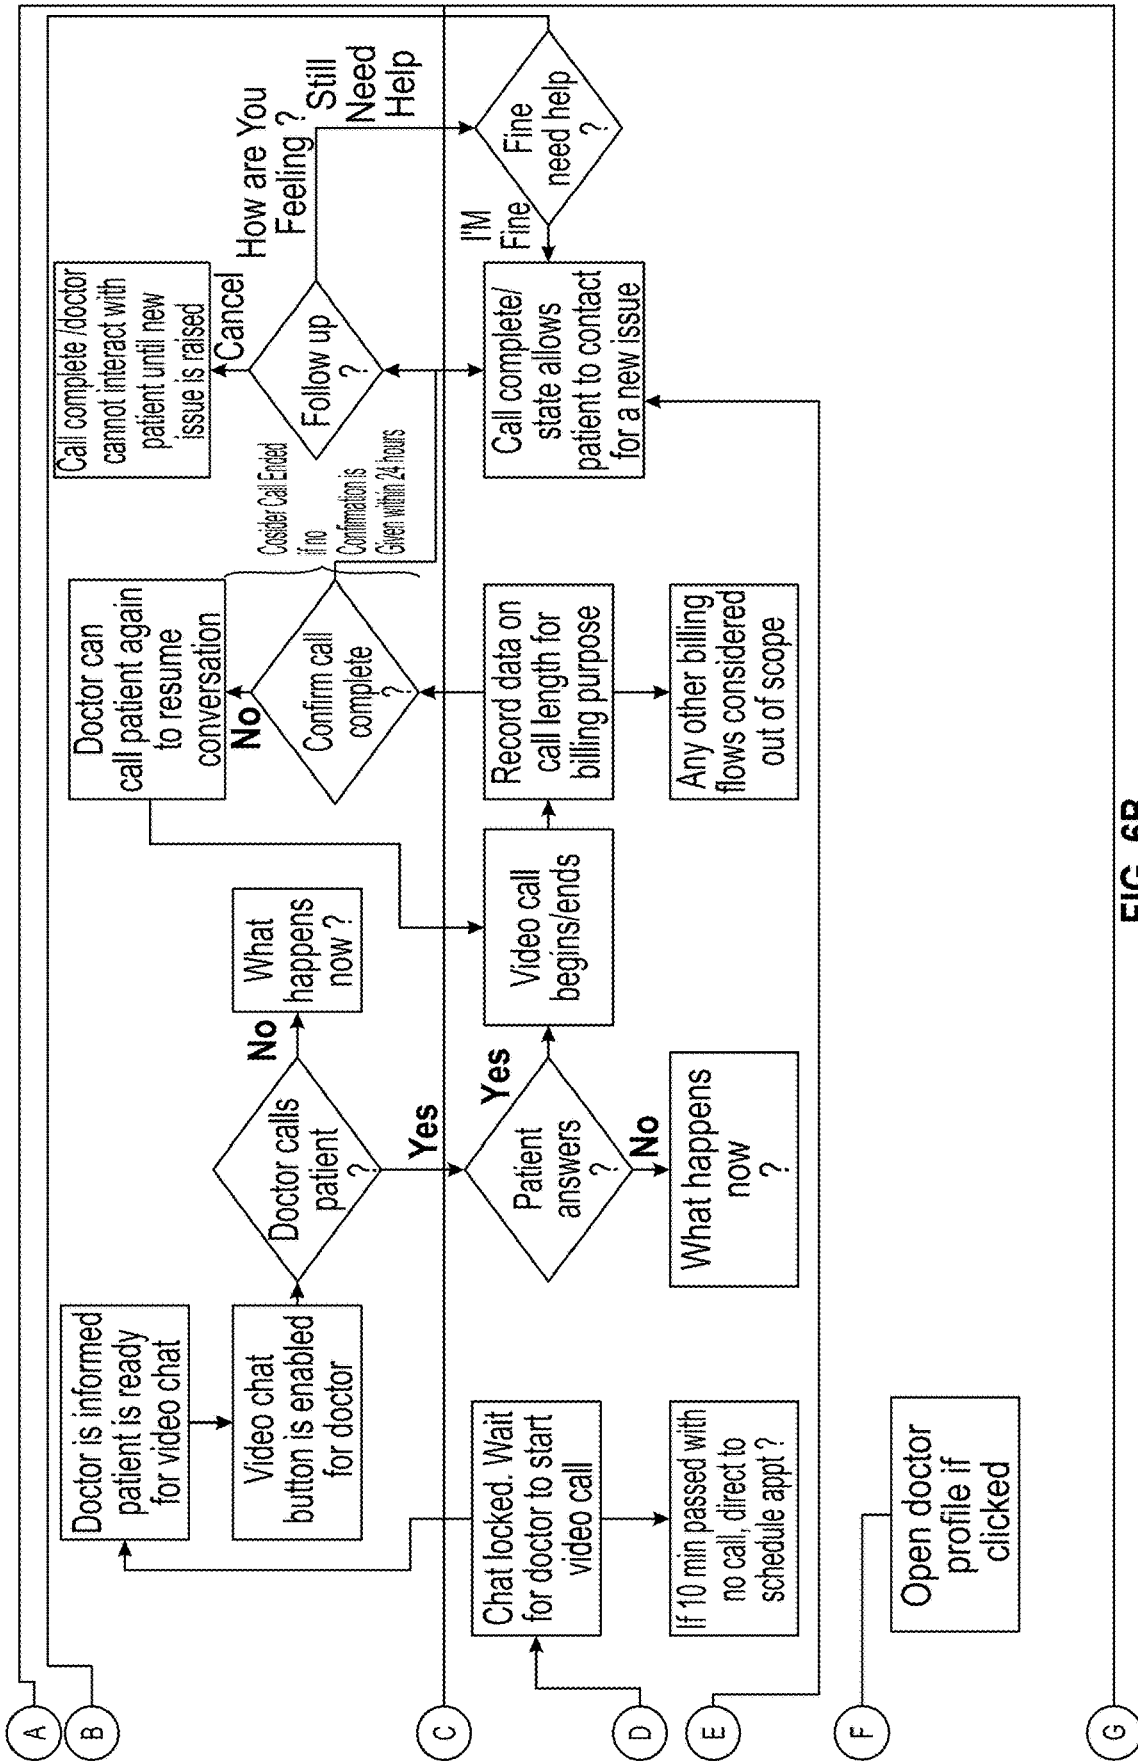 A
B
C
D
E
F
G
Doctor is informed
patient is ready
for video chat
Video chat
button is enabled
for doctor
Chat locked. Wait
for doctor to start
video call
If 10 min passed with
no call, direct to
schedule appt ?
Open doctor
profile if
clicked
Doctor calls
patient
?
No
Yes
What
happens
now ?
Patient
answers
?
Yes
No
What happens
now
?
Video call
begins/ends
Doctor can
call patient again
to resume
conversation
No
Confirm call
complete
?
Record data on
call length for
billing purpose
Any other billing
flows considered
out of scope
Cosider Call Ended
if no
Confirmation is
Given within 24 hours
Call complete /doctor
cannot interact with
patient until new
issue is raised
Cancel
Follow up
?
Call complete/
state allows
patient to contact
for a new issue
How are You
Feeling ?
Still
Need
Help
I'M
Fine
Fine
need help
?
FIG. 6B